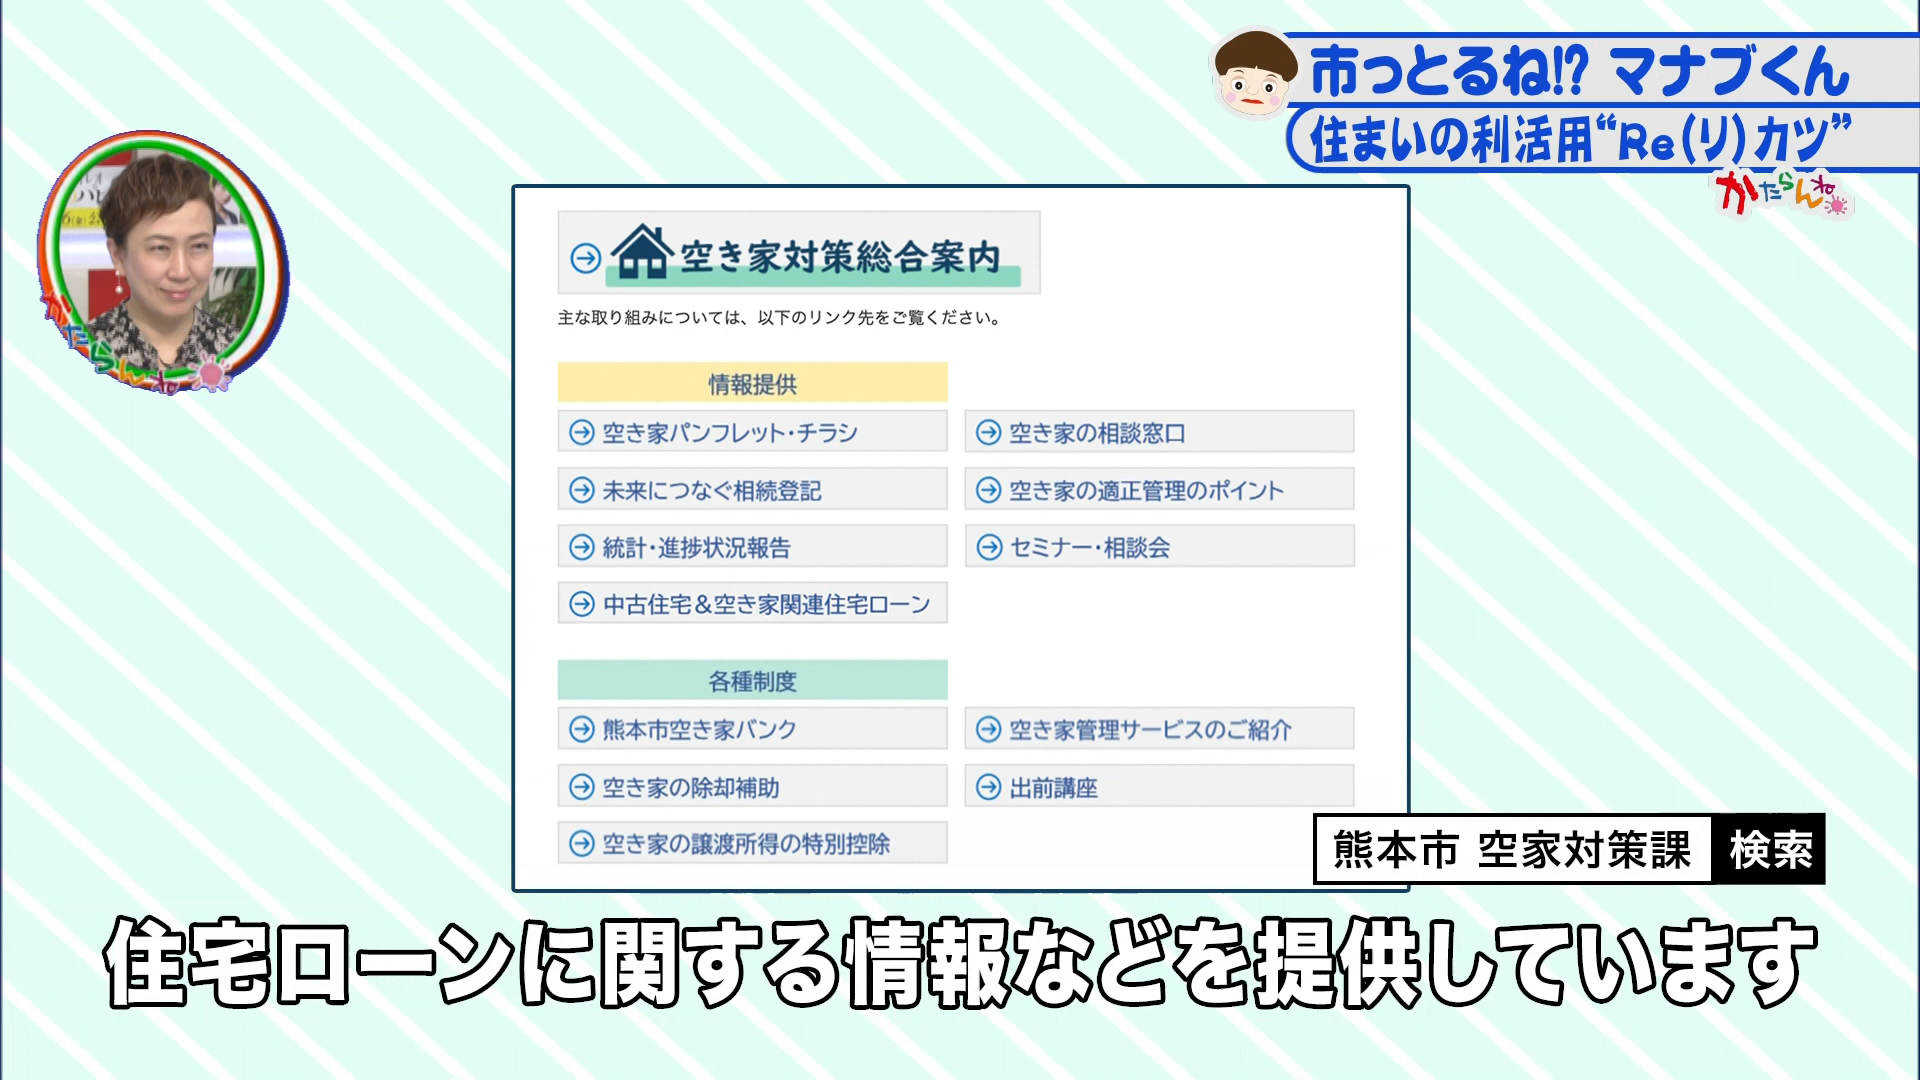 市っとるね!? マナブくん
住まいの利活用“Re(リ)カツ”
かたらんね
かたらんね
空き家対策総合案内
主な取り組みについては、以下のリンク先をご覧ください。
情報提供
空き家パンフレット・チラシ
空き家の相談窓口
未来につなぐ相続登記
空き家の適正管理のポイント
統計・進捗状況報告
セミナー・相談会
中古住宅＆空き家関連住宅ローン
各種制度
熊本市空き家バンク
空き家管理サービスのご紹介
空き家の除却補助
出前講座
空き家の譲渡所得の特別控除
熊本市 空家対策課 検索
住宅ローンに関する情報などを提供しています